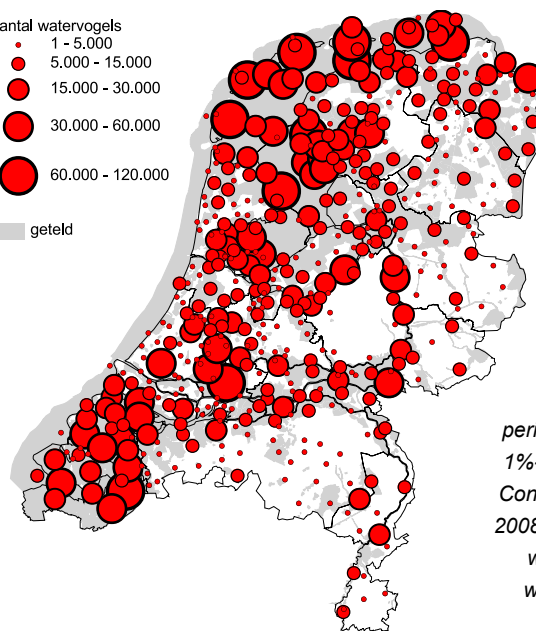 antal watervogels
1 - 5.000
5.000 - 15.000
15.000 - 30.000
30.000 - 60.000
60.000 - 120.000
geteld
peri
1%-
Con
2008
w
w